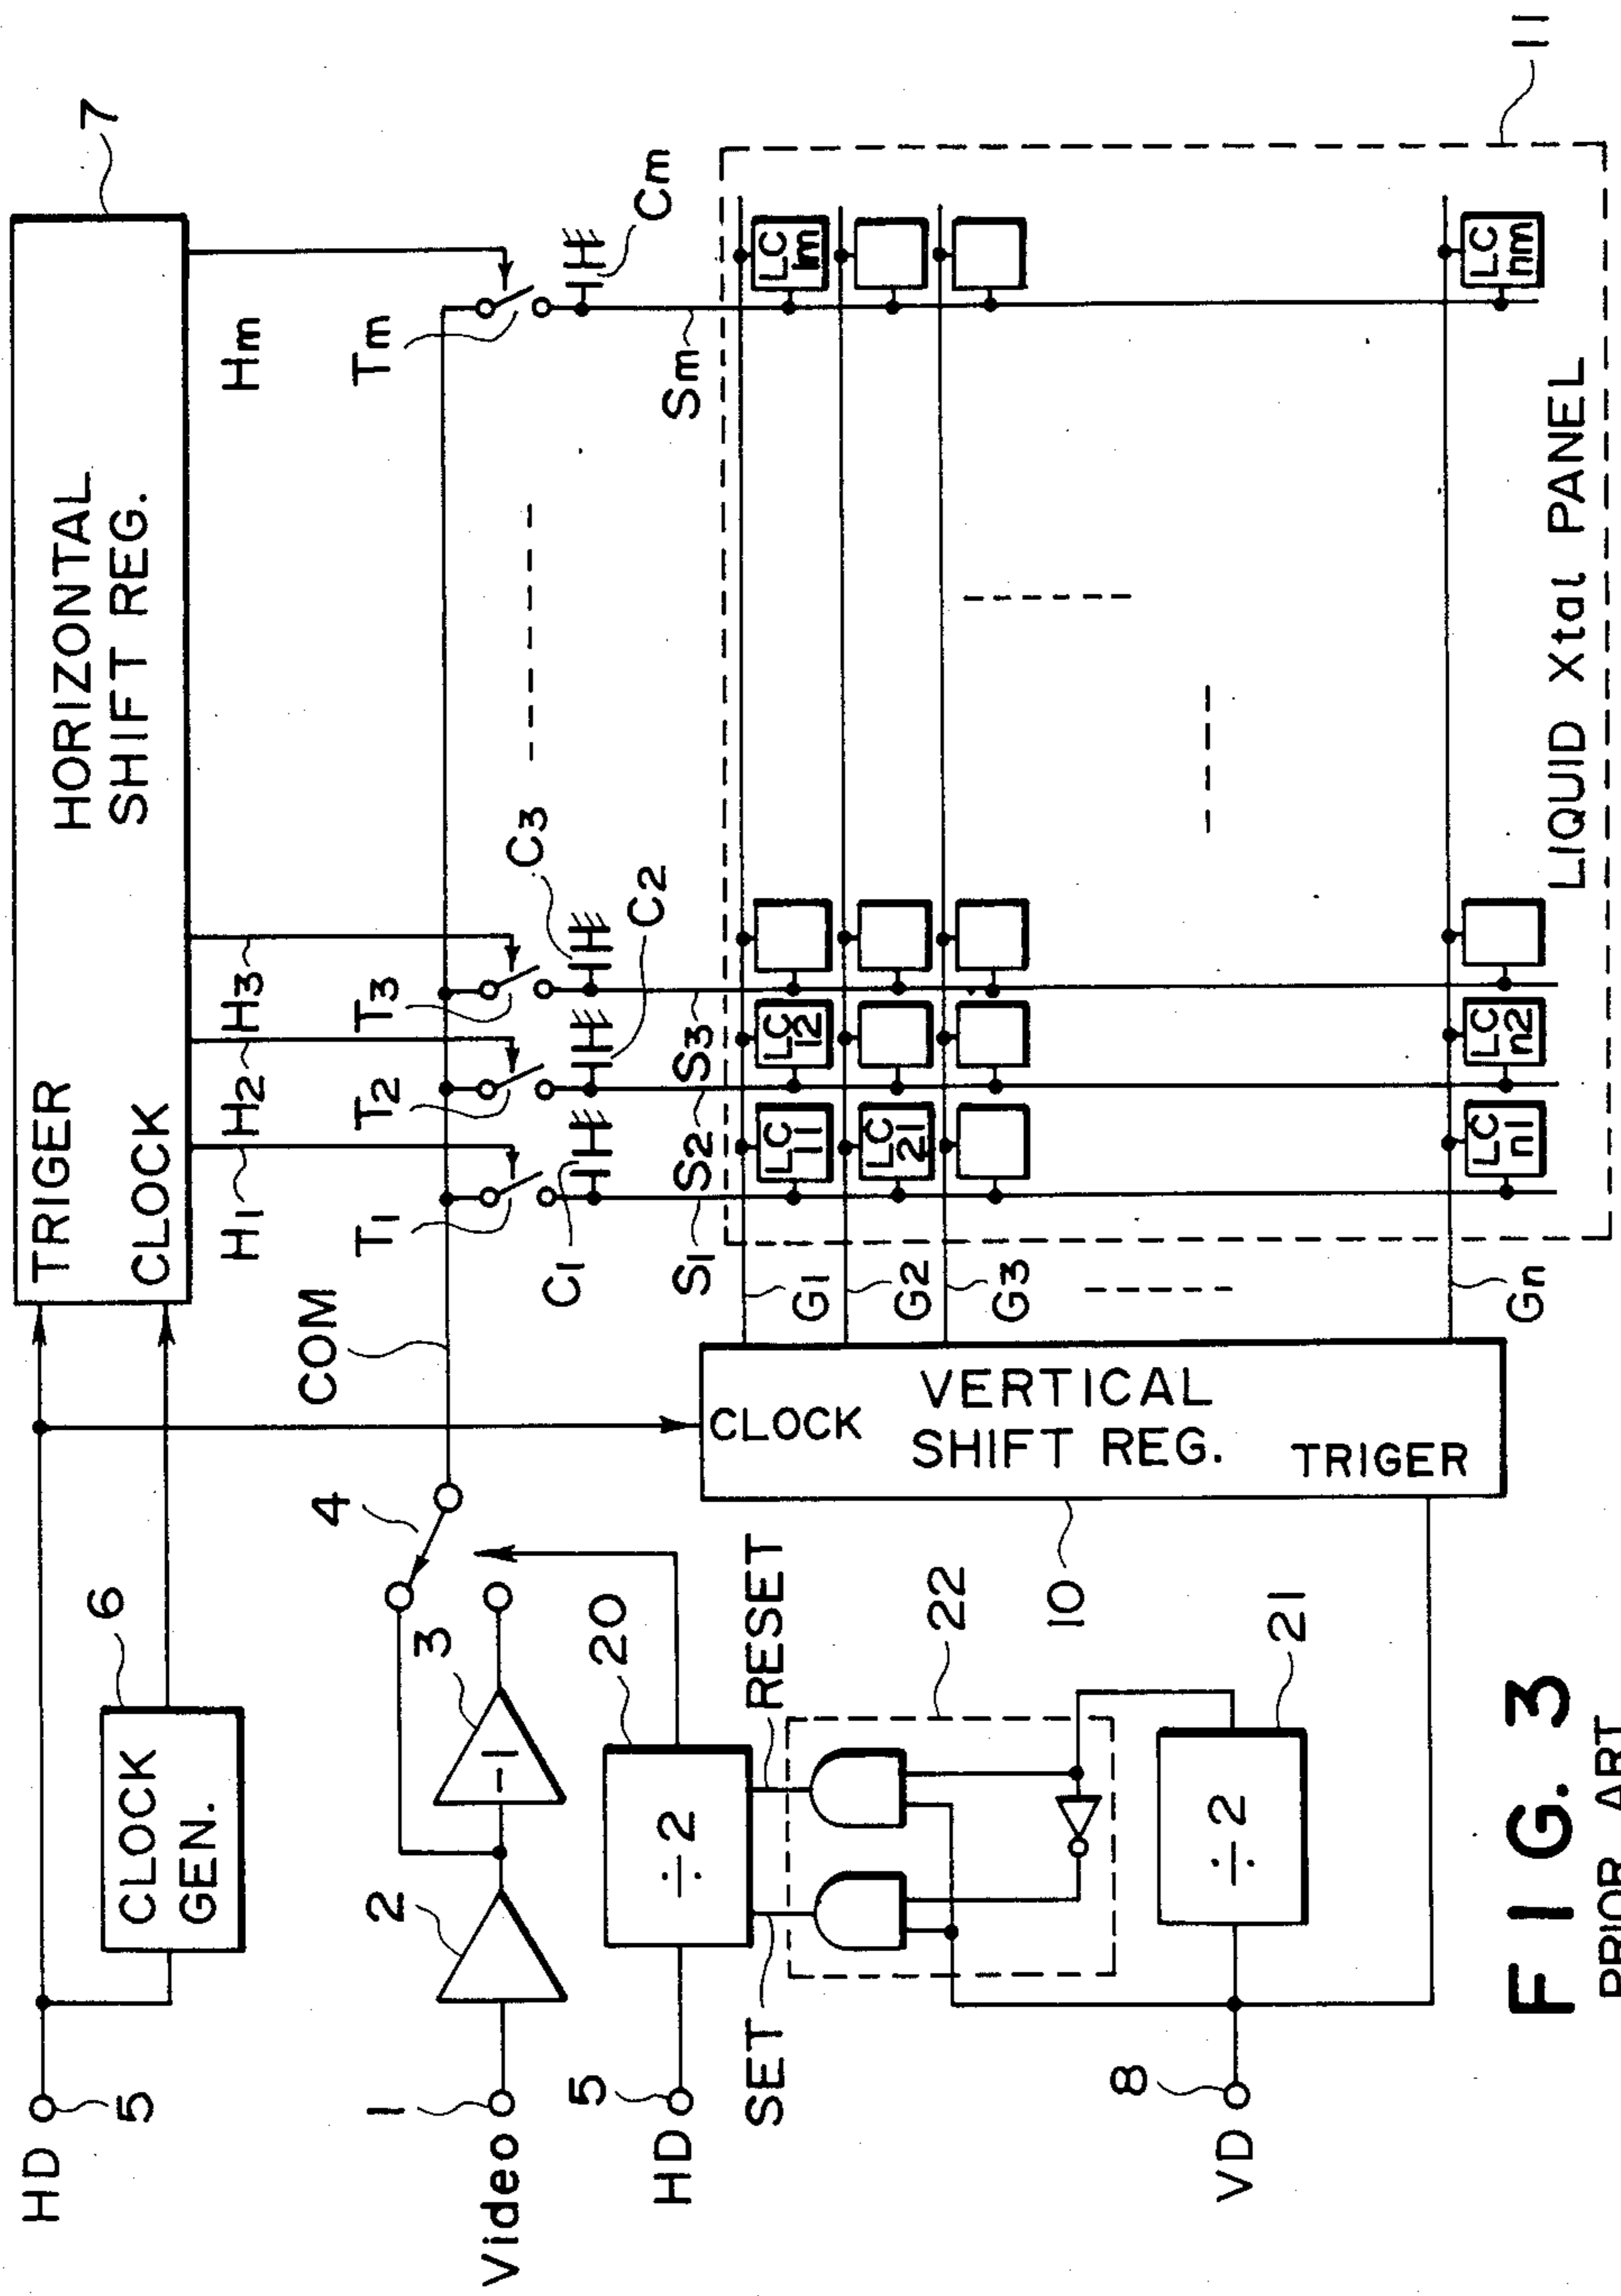 HD
5
CLOCK
GEN.
6
TRIGER
CLOCK
HORIZONTAL
SHIFT REG.
7
H1
H2
H3
Hm
Video
1
2
-1
3
4
COM
T1
T2
T3
Tm
C1
C2
C3
Cm
HD
5
÷2
20
SET
RESET
22
S1
S2
S3
Sm
CLOCK
VERTICAL
SHIFT REG.
TRIGER
10
G1
G2
G3
Gn
LC
11
LC
12
LC
1m
LC
21
LC
n1
LC
n2
LC
nm
VD
8
÷2
21
LIQUID Xtal PANEL
11
FIG. 3
PRIOR ART